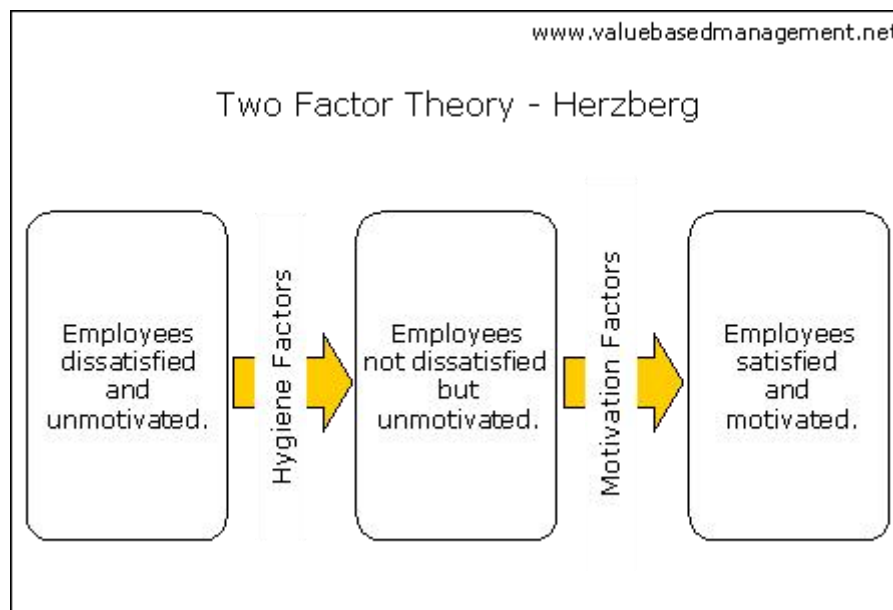 www.valuebasedmanagement.net
Two Factor Theory - Herzberg
Employees
dissatisfied
and
unmotivated.
Hygiene Factors
Employees
not dissatisfied
but
unmotivated.
Motivation Factors
Employees
satisfied
and
motivated.